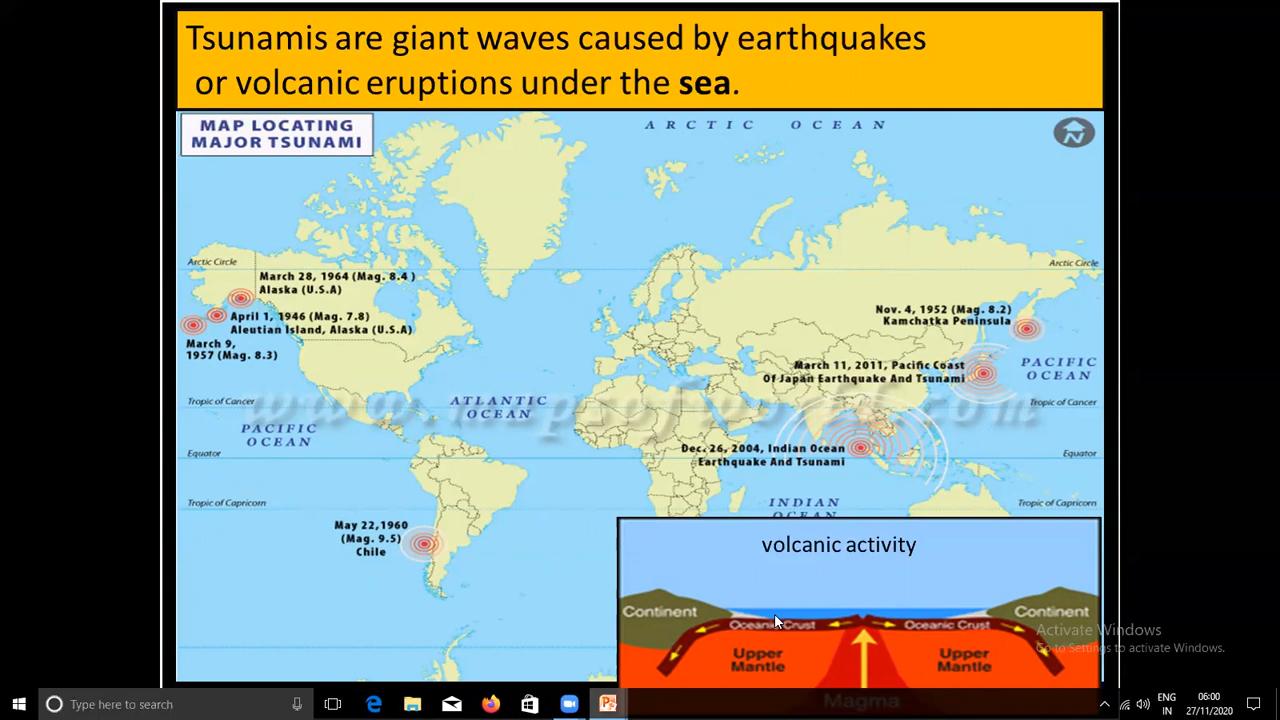 Tsunamis are giant waves caused by earthquakes
or volcanic eruptions under the sea.
MAP LOCATING
MAJOR TSUNAMI
ARCTIC OCEAN
N
Arctic Circle
Arctic Circle
March 28, 1964 (Mag. 8.4 )
Alaska (U.S.A)
April 1, 1946 (Mag. 7.8)
Aleutian Island, Alaska (U.S.A)
March 9,
1957 (Mag. 8.3)
Nov. 4, 1952 (Mag. 8.2)
Kamchatka Peninsula
March 11, 2011, Pacific Coast
Of Japan Earthquake And Tsunami
PACIFIC
OCEAN
ATLANTIC
OCEAN
Tropic of Cancer
Tropic of Cancer
www.mapsofworld.com
PACIFIC
OCEAN
Dec. 26, 2004, Indian Ocean
Earthquake And Tsunami
Equator
Equator
Tropic of Capricorn
INDIAN
OCEAN
Tropic of Capricorn
May 22,1960
(Mag. 9.5)
Chile
volcanic activity
Continent
Continent
Oceanic Crust
Oceanic Crust
Upper
Mantle
Upper
Mantle
Magma
Activate Windows
Go to Settings to activate Windows.
Type here to search
ENG
IN
06:00
27/11/2020